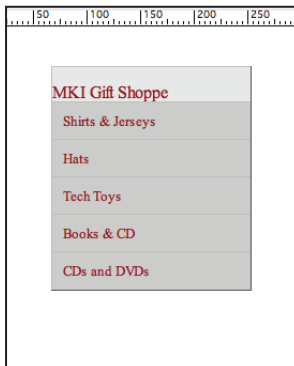 50 100 150 200 250
MKI Gift Shoppe
Shirts & Jerseys
Hats
Tech Toys
Books & CD
CDs and DVDs